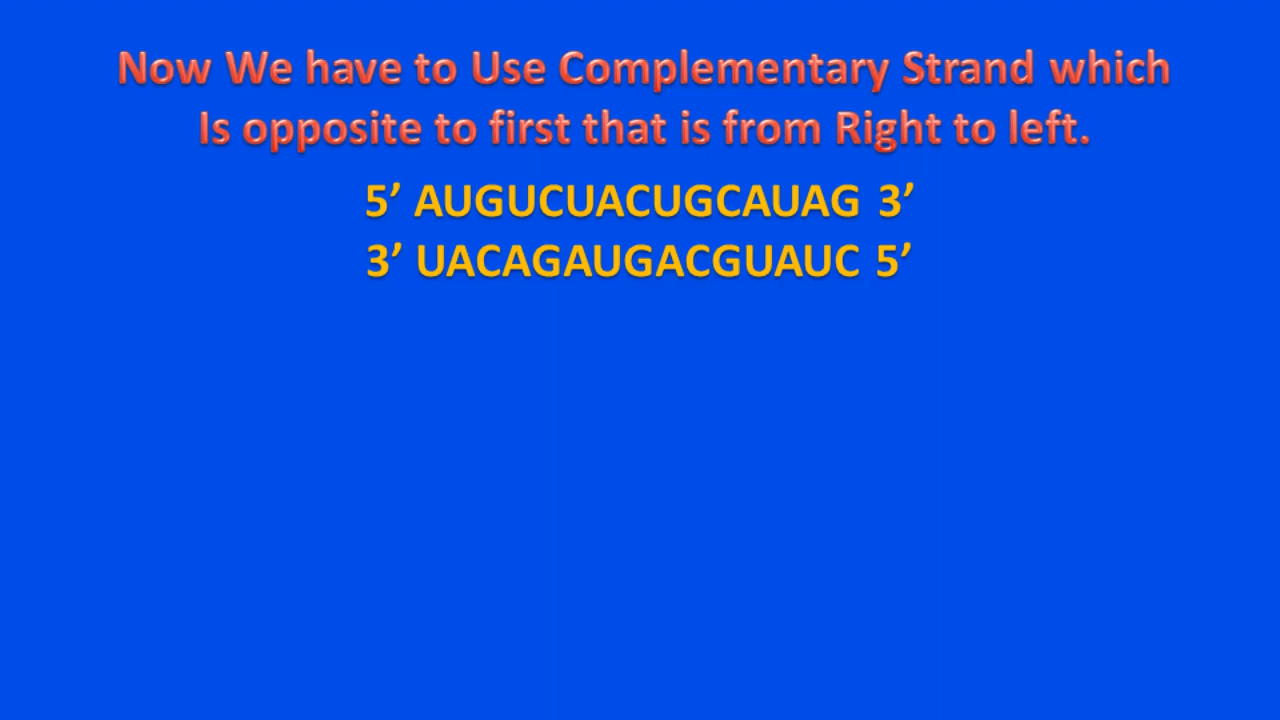 Now We have to Use Complementary Strand which
Is opposite to first that is from Right to left.
5’ AUGUCUACUGCAUAG 3’
3’ UACAGAUGACGUAUC 5’